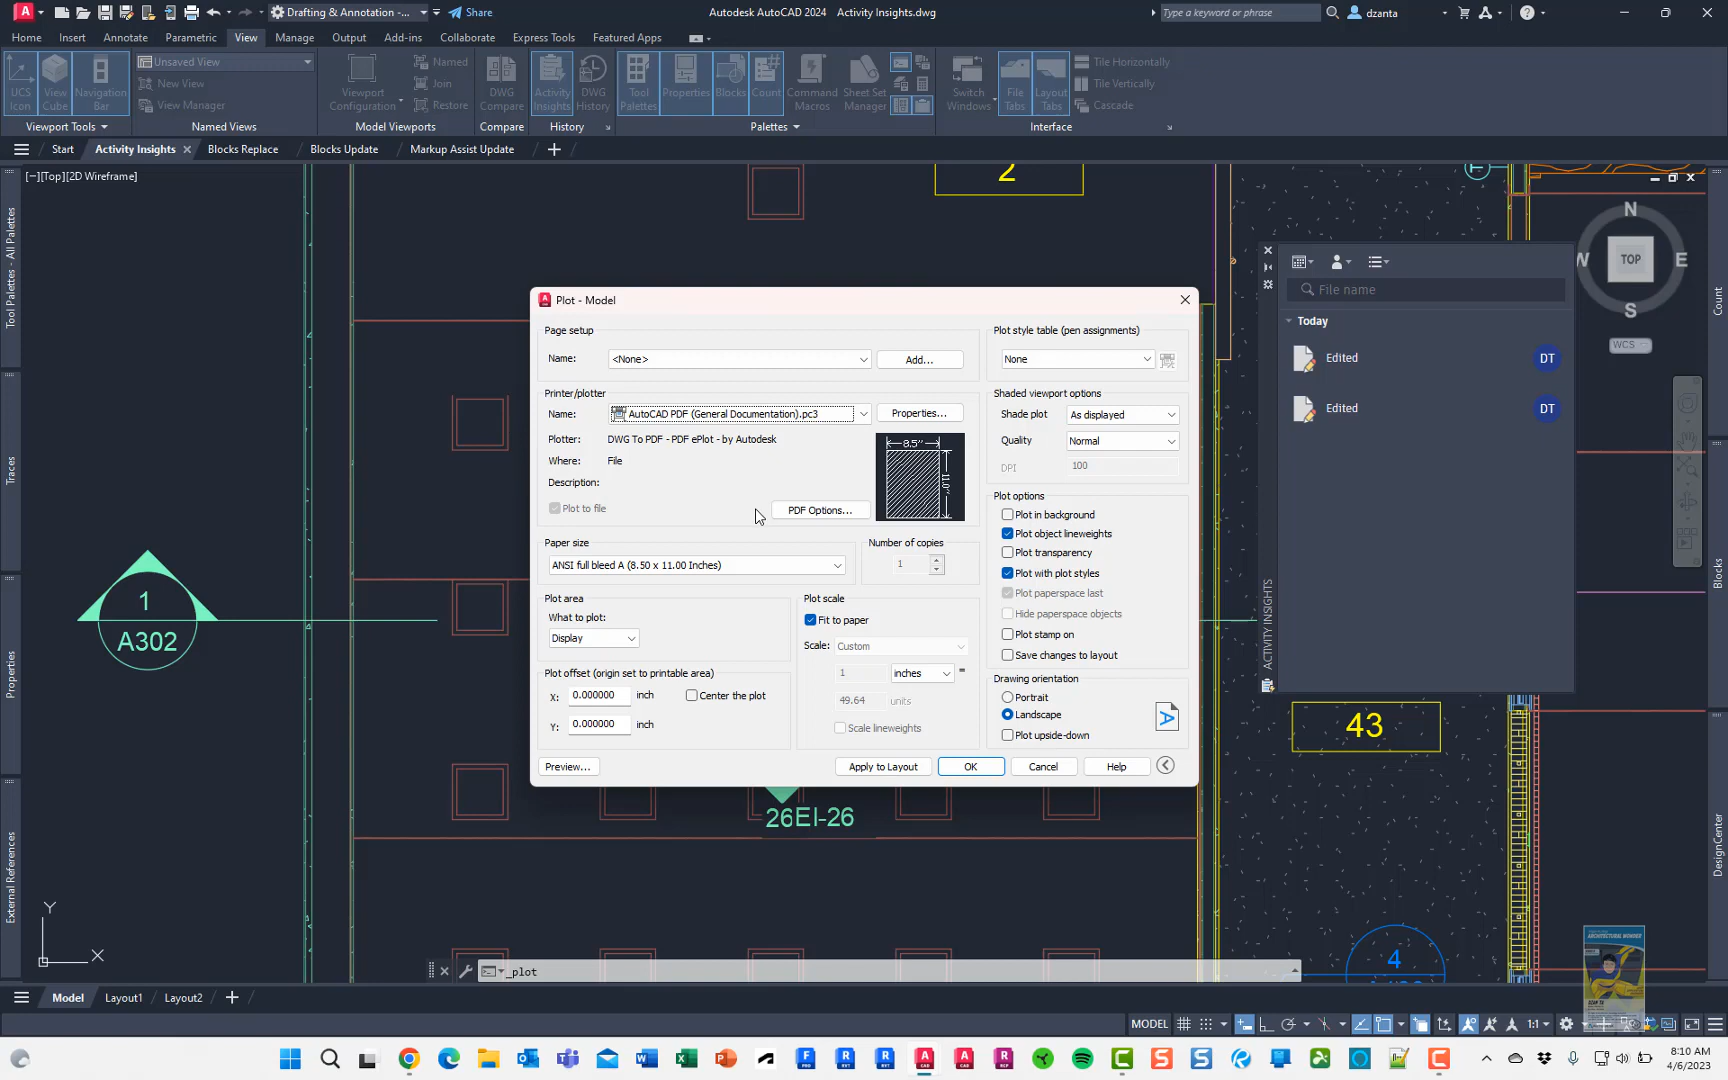 Drafting & Annotation -...
Share
Autodesk AutoCAD 2024 Activity Insights.dwg
Type a keyword or phrase
dzanta
Home Insert Annotate Parametric View Manage Output Add-ins Collaborate Express Tools Featured Apps
UCS Icon
View Cube
Navigation Bar
Viewport Tools
Unsaved View
New View
View Manager
Named Views
Viewport Configuration
Named
Join
Restore
Model Viewports
DWG Compare
Compare
Activity Insights
DWG History
History
Tool Palettes
Properties
Blocks
Count
Command Macros
Sheet Set Manager
Palettes
Switch Windows
File Tabs
Layout Tabs
Tile Horizontally
Tile Vertically
Cascade
Interface
Start Activity Insights Blocks Replace Blocks Update Markup Assist Update
[−][Top][2D Wireframe]
2
Tool Palettes - All Palettes
Traces
Properties
External References
1
A302
Plot - Model
Page setup
Name: <None> Add...
Printer/plotter
Name: AutoCAD PDF (General Documentation).pc3 Properties...
Plotter: DWG To PDF - PDF ePlot - by Autodesk
Where: File
Description:
Plot to file
PDF Options...
8.5''
11.0''
Paper size
ANSI full bleed A (8.50 x 11.00 Inches)
Number of copies
1
Plot area
What to plot:
Display
Plot offset (origin set to printable area)
X: 0.000000 inch Center the plot
Y: 0.000000 inch
Plot scale
Fit to paper
Scale: Custom
1 inches =
49.64 units
Scale lineweights
Plot style table (pen assignments)
None
Shaded viewport options
Shade plot As displayed
Quality Normal
DPI 100
Plot options
Plot in background
Plot object lineweights
Plot transparency
Plot with plot styles
Plot paperspace last
Hide paperspace objects
Plot stamp on
Save changes to layout
Drawing orientation
Portrait
Landscape
Plot upside-down
A
Preview... Apply to Layout OK Cancel Help
26EI-26
File name
Today
Edited DT
Edited DT
ACTIVITY INSIGHTS
N
W TOP E
S
WCS
Count
Blocks
DesignCenter
43
4
ARCHITECTURAL WONDER
Y
X
_plot
Model Layout1 Layout2
MODEL 1:1
8:10 AM
4/6/2023